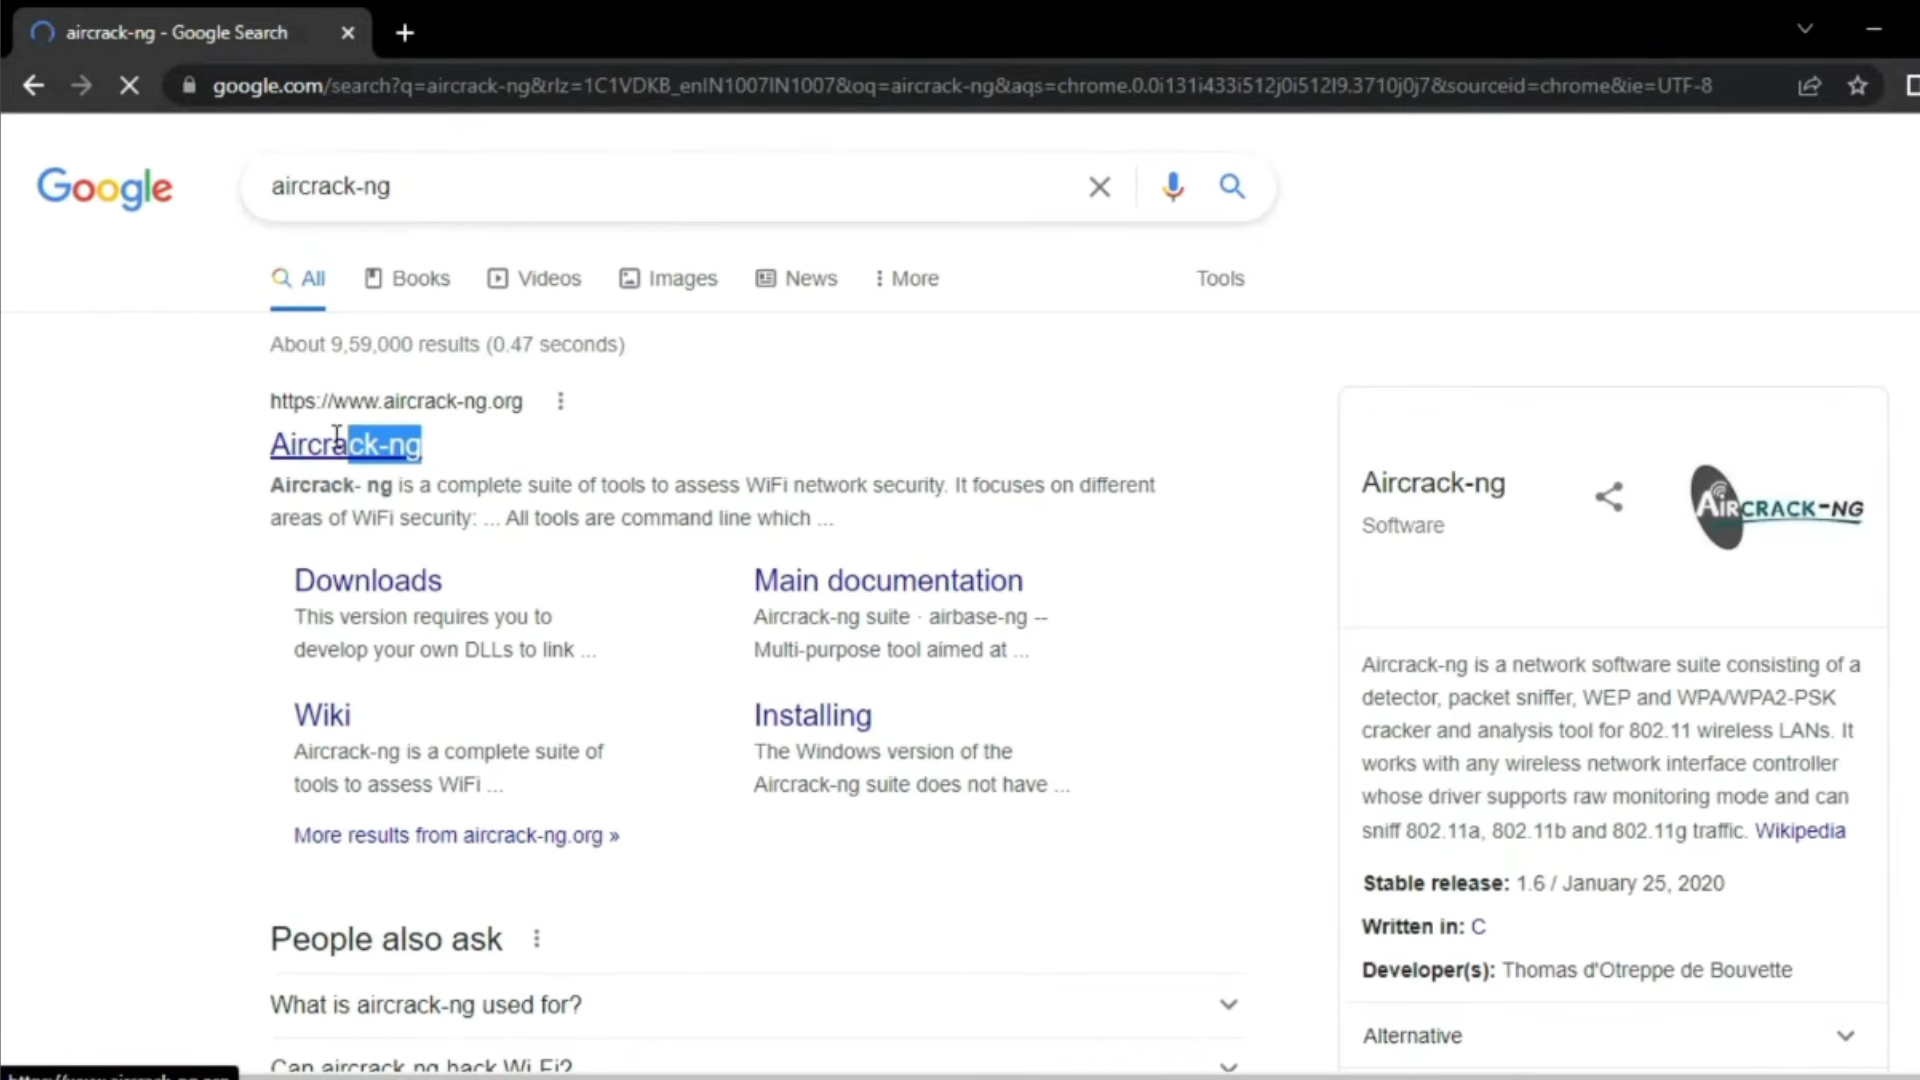 aircrack-ng - Google Search
google.com/search?q=aircrack-ng&rlz=1C1VDKB_enIN1007IN1007&oq=aircrack-ng&aqs=chrome.0.0i131i433i512j0i512l9.3710j0j7&sourceid=chrome&ie=UTF-8
Google
aircrack-ng
All Books Videos Images News More Tools
About 9,59,000 results (0.47 seconds)
https://www.aircrack-ng.org
Aircrack-ng
Aircrack- ng is a complete suite of tools to assess WiFi network security. It focuses on different
areas of WiFi security: ... All tools are command line which ...
Downloads
This version requires you to
develop your own DLLs to link ...
Main documentation
Aircrack-ng suite · airbase-ng --
Multi-purpose tool aimed at ...
Wiki
Aircrack-ng is a complete suite of
tools to assess WiFi ...
Installing
The Windows version of the
Aircrack-ng suite does not have ...
More results from aircrack-ng.org »
People also ask
What is aircrack-ng used for?
Can aircrack ng hack Wi Fi?
Aircrack-ng
Software
AIRCRACK-NG
Aircrack-ng is a network software suite consisting of a
detector, packet sniffer, WEP and WPA/WPA2-PSK
cracker and analysis tool for 802.11 wireless LANs. It
works with any wireless network interface controller
whose driver supports raw monitoring mode and can
sniff 802.11a, 802.11b and 802.11g traffic. Wikipedia
Stable release: 1.6 / January 25, 2020
Written in: C
Developer(s): Thomas d'Otreppe de Bouvette
Alternative